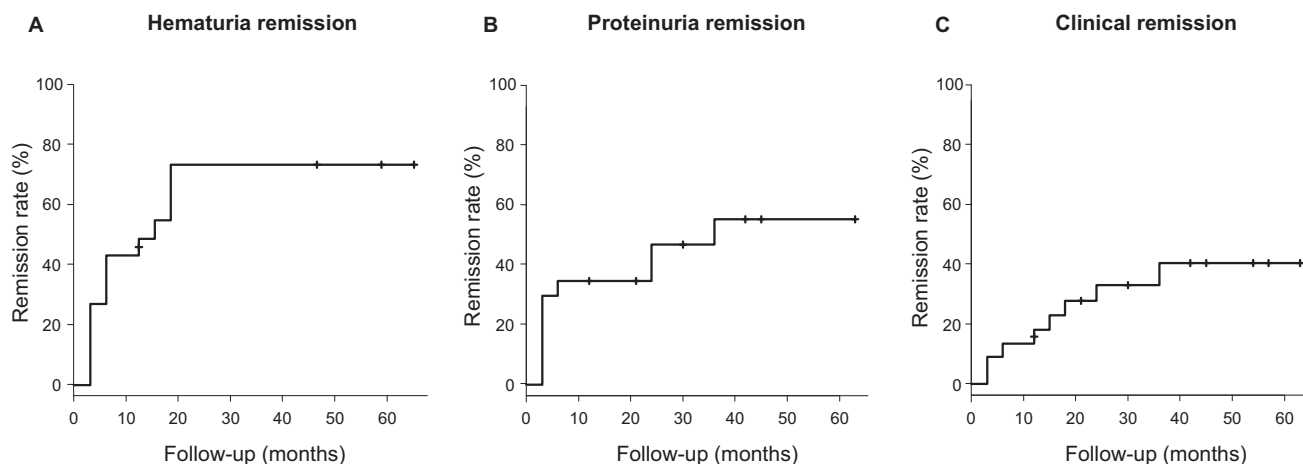 A Hematuria remission
Remission rate (%)
100
80
60
40
20
0
0 10 20 30 40 50 60
Follow-up (months)
B Proteinuria remission
Remission rate (%)
100
80
60
40
20
0
0 10 20 30 40 50 60
Follow-up (months)
C Clinical remission
Remission rate (%)
100
80
60
40
20
0
0 10 20 30 40 50 60
Follow-up (months)